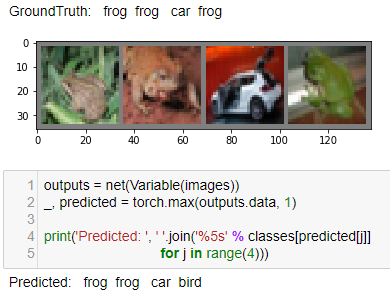 GroundTruth: frog frog car frog
0
10
20
30
0 20 40 60 80 100 120
1 outputs = net(Variable(images))
2 _, predicted = torch.max(outputs.data, 1)
3
4 print('Predicted: ', ' '.join('%5s' % classes[predicted[j]]
5 for j in range(4)))
Predicted: frog frog car bird